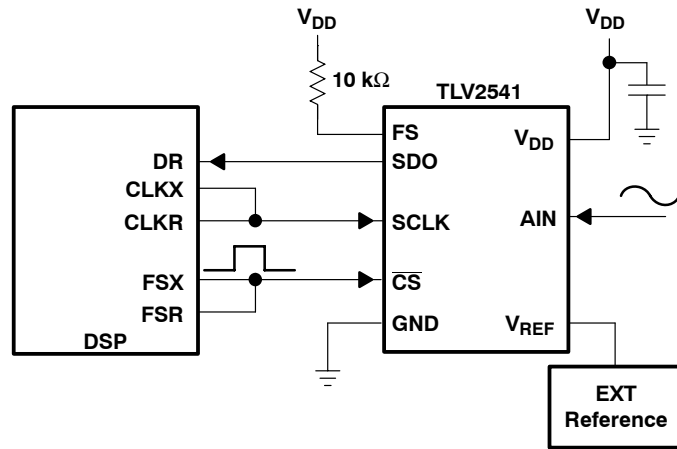 VDD
VDD
10 kΩ
TLV2541
FS
VDD
DR
SDO
CLKX
CLKR
SCLK
AIN
FSX
CS
FSR
GND
VREF
DSP
EXT
Reference